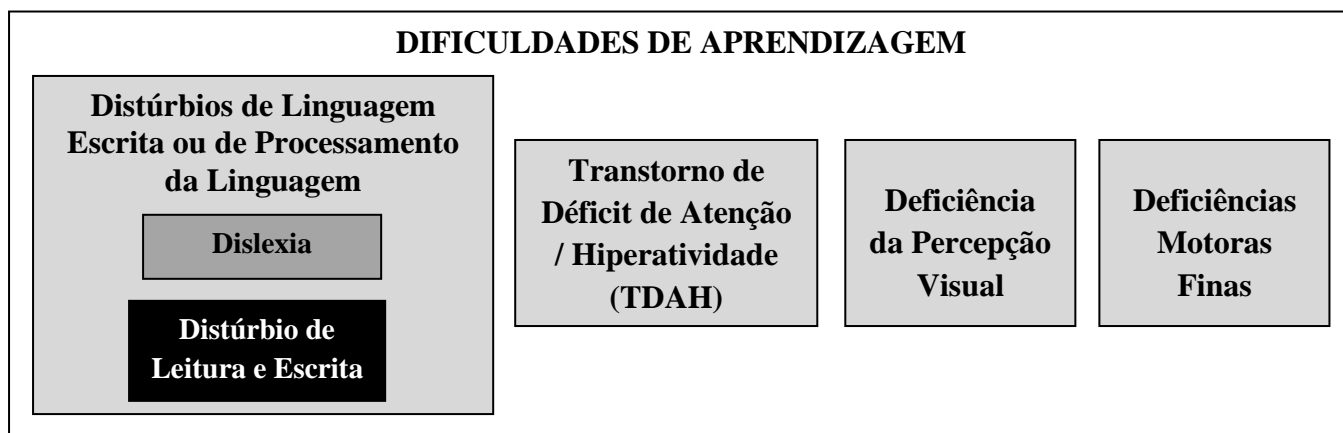 DIFICULDADES DE APRENDIZAGEM
Distúrbios de Linguagem
Escrita ou de Processamento
da Linguagem
Dislexia
Distúrbio de
Leitura e Escrita
Transtorno de
Déficit de Atenção
/ Hiperatividade
(TDAH)
Deficiência
da Percepção
Visual
Deficiências
Motoras
Finas